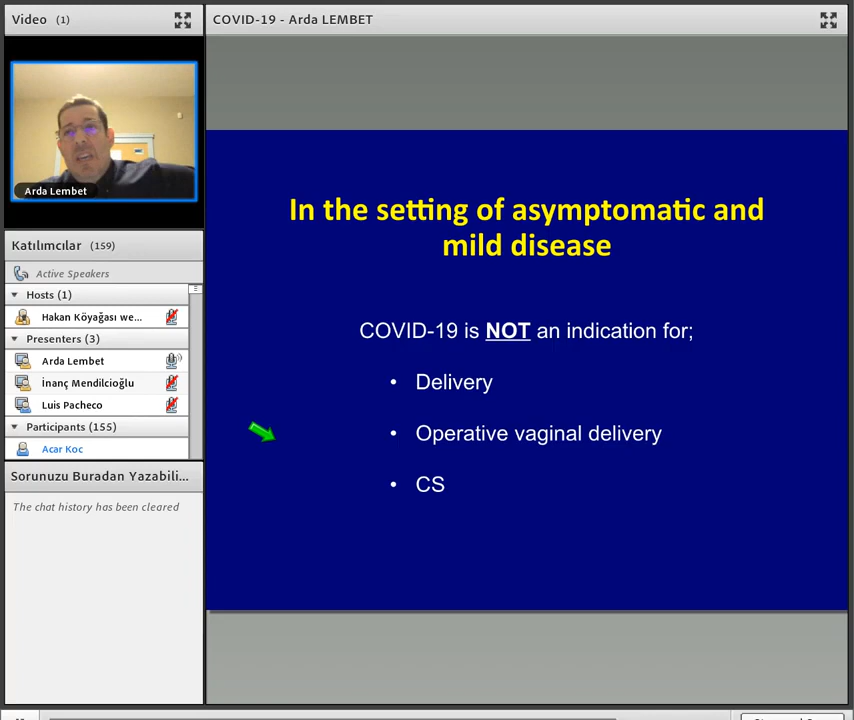 Video (1)
Arda Lembet
Katılımcılar (159)
Active Speakers
Hosts (1)
Hakan Köyağası we...
Presenters (3)
Arda Lembet
İnanç Mendilcioğlu
Luis Pacheco
Participants (155)
Acar Koc
Sorunuzu Buradan Yazabili...
The chat history has been cleared
COVID-19 - Arda LEMBET
In the setting of asymptomatic and
mild disease
COVID-19 is NOT an indication for;
• Delivery
• Operative vaginal delivery
• CS